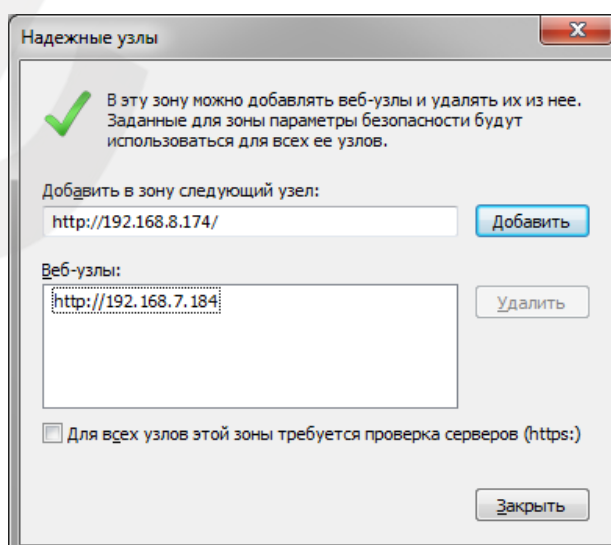 Надежные узлы
В эту зону можно добавлять веб-узлы и удалять их из нее.
Заданные для зоны параметры безопасности будут
использоваться для всех ее узлов.
Добавить в зону следующий узел:
http://192.168.8.174/
Добавить
Веб-узлы:
http://192.168.7.184
Удалить
Для всех узлов этой зоны требуется проверка серверов (https:)
Закрыть